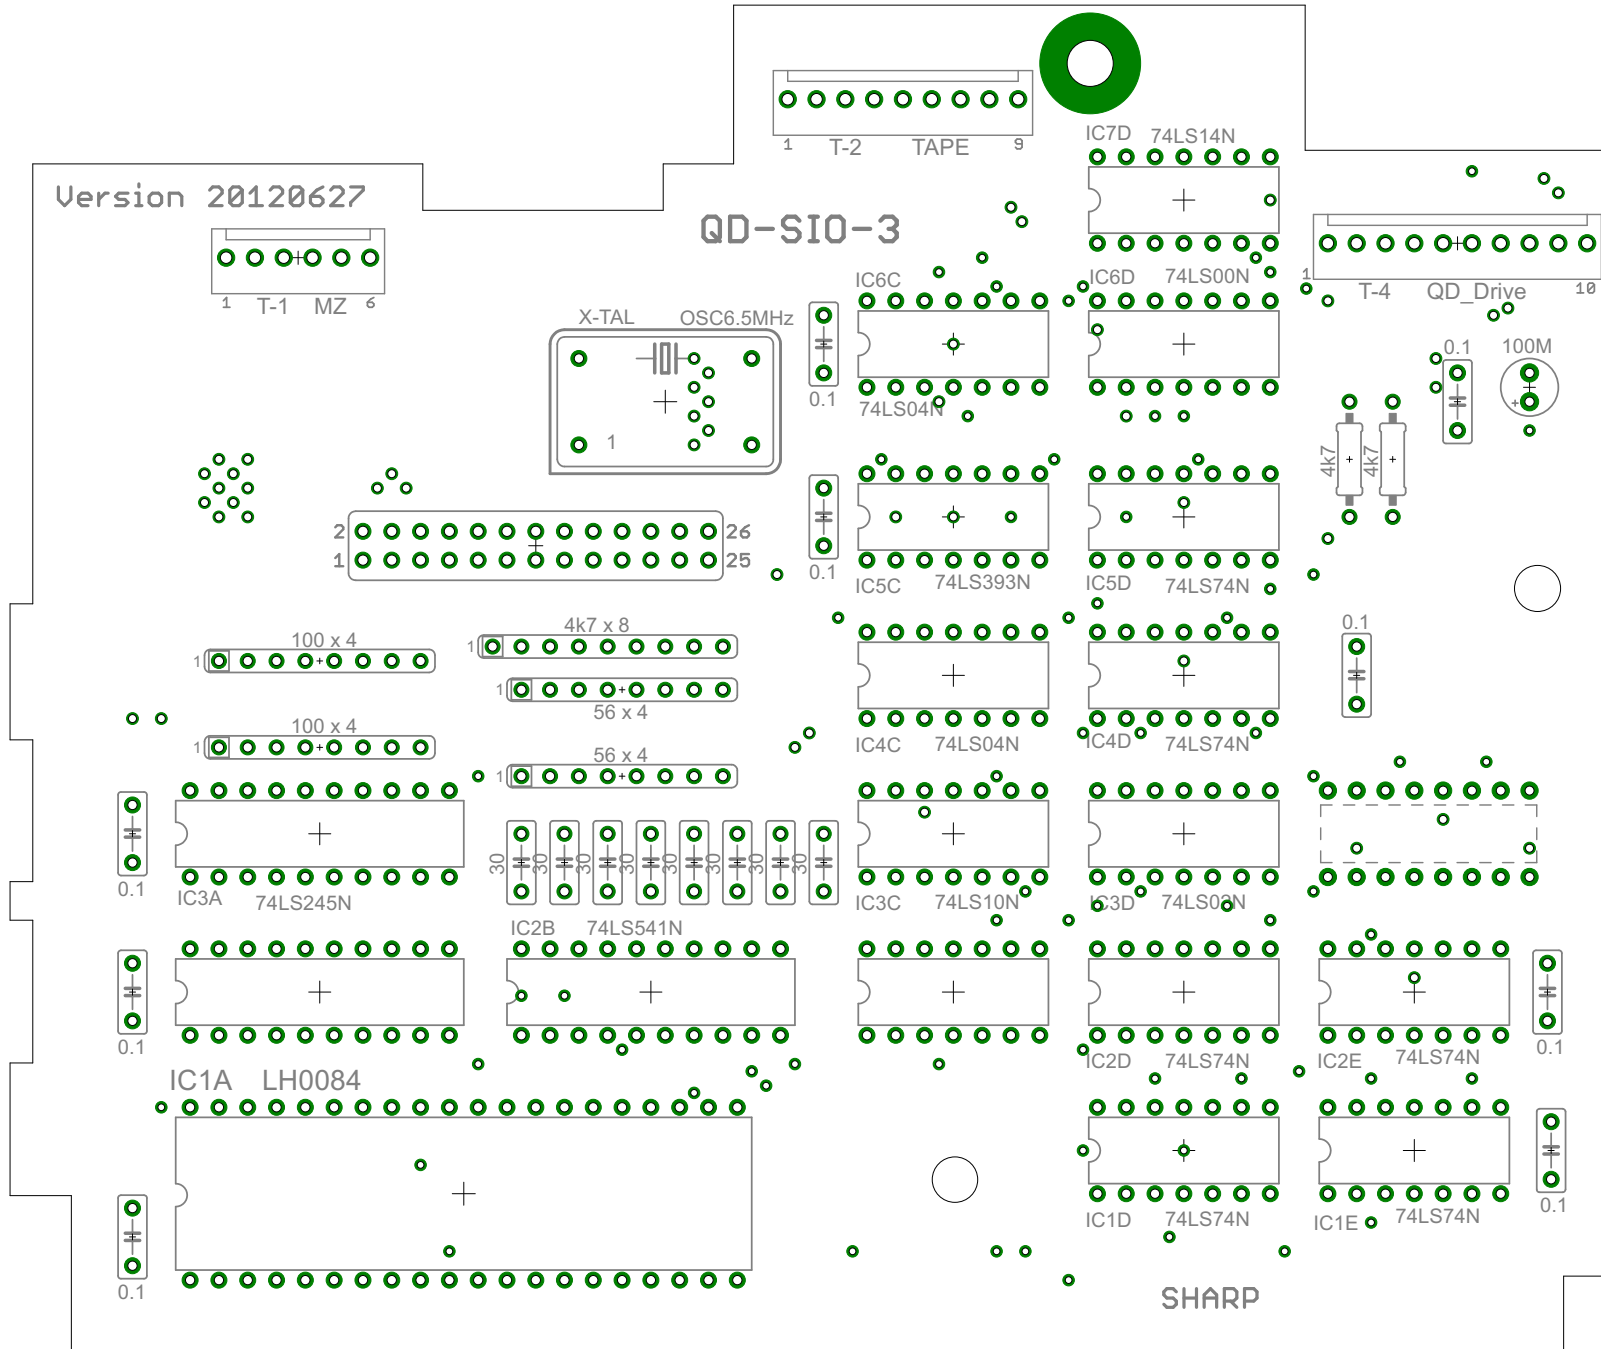 1 T-2 TAPE 9
IC7D 74LS14N
Version 20120627
QD-SIO-3
1 T-1 MZ 6
IC6C
IC6D 74LS00N
1 T-4 QD_Drive 10
X-TAL OSC6.5MHz
1
0.1
74LS04N
0.1
100M
+
4k7
4k7
2 26
1 25
0.1
IC5C 74LS393N
IC5D 74LS74N
100 x 4
1
4k7 x 8
1
1
56 x 4
0.1
100 x 4
1
56 x 4
1
IC4C 74LS04N
IC4D 74LS74N
0.1
IC3A 74LS245N
30 30 30 30 30 30 30 30
IC3C 74LS10N
IC3D 74LS02N
IC2B 74LS541N
0.1
IC2D 74LS74N
IC2E 74LS74N
0.1
IC1A LH0084
IC1D 74LS74N
IC1E 74LS74N
0.1
0.1
SHARP